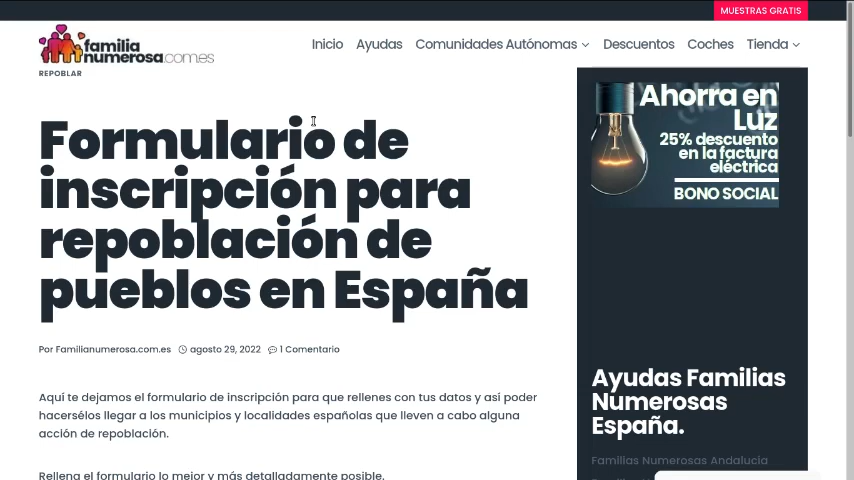 MUESTRAS GRATIS
familia
numerosa.com.es
Inicio Ayudas Comunidades Autónomas Descuentos Coches Tienda
REPOBLAR
Formulario de
inscripción para
repoblación de
pueblos en España
Por Familianumerosa.com.es agosto 29, 2022 1 Comentario
Aquí te dejamos el formulario de inscripción para que rellenes con tus datos y así poder
hacersélos llegar a los municipios y localidades españolas que lleven a cabo alguna
acción de repoblación.
Rellena el formulario lo mejor y más detalladamente posible.
Ahorra en
Luz
25% descuento
en la factura
eléctrica
BONO SOCIAL
Ayudas Familias
Numerosas
España.
Familias Numerosas Andalucia